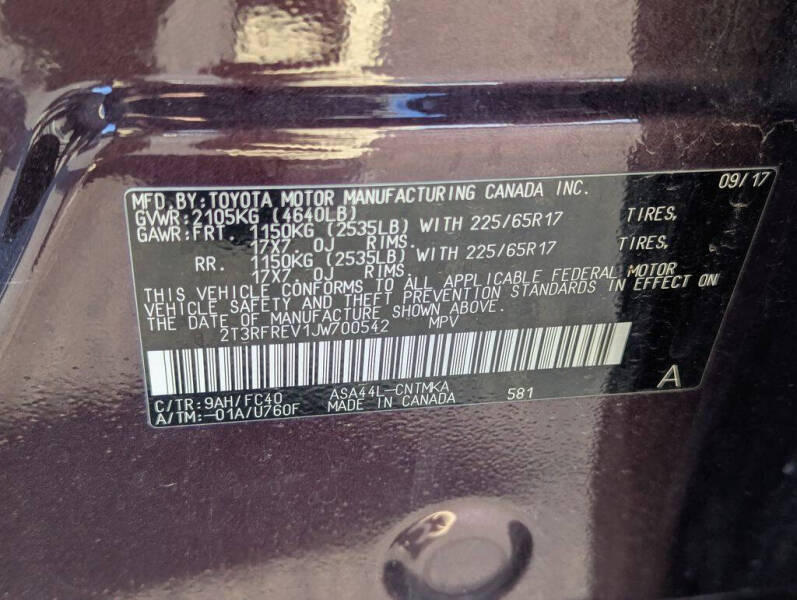 MFD. BY: TOYOTA MOTOR MANUFACTURING CANADA INC. 09/17
GVWR: 2105KG (4640LB)
GAWR: FRT. 1150KG (2535LB) WITH 225/65R17 TIRES,
17X7. 0J RIMS.
RR. 1150KG (2535LB) WITH 225/65R17 TIRES,
17X7. 0J RIMS.
THIS VEHICLE CONFORMS TO ALL APPLICABLE FEDERAL MOTOR
VEHICLE SAFETY AND THEFT PREVENTION STANDARDS IN EFFECT ON
THE DATE OF MANUFACTURE SHOWN ABOVE.
2T3RFREV1JW700542 MPV
C/TR: 9AH/FC40 ASA44L-CNTMKA 581 A
A/TM: -01A/U760F MADE IN CANADA